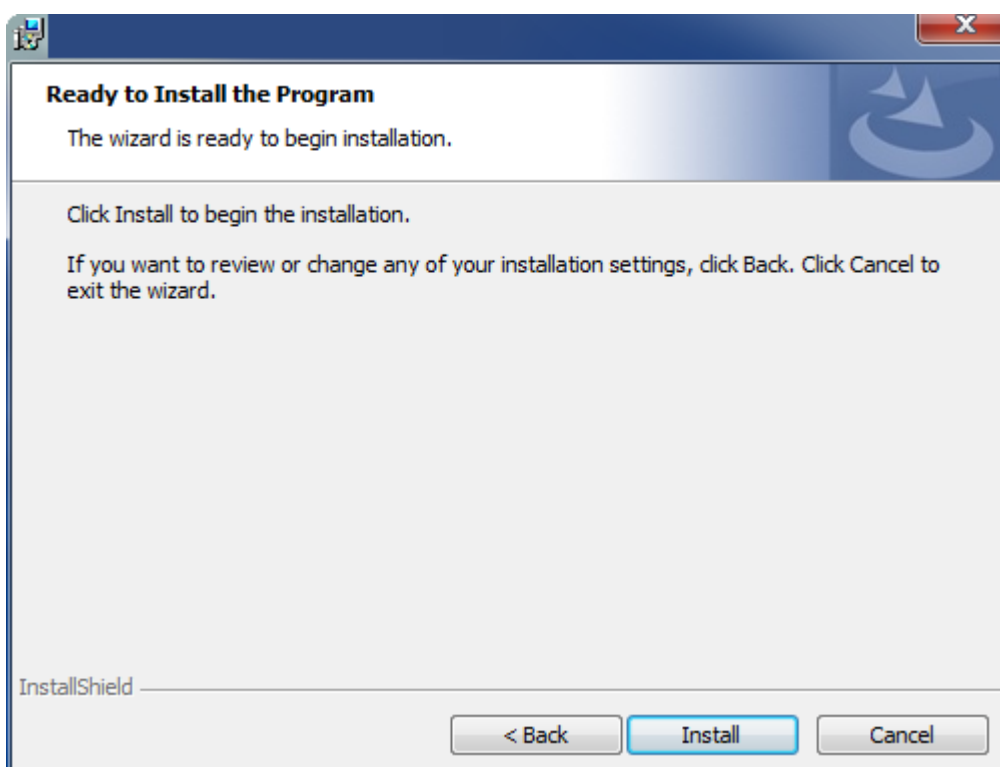 Ready to Install the Program
The wizard is ready to begin installation.
Click Install to begin the installation.
If you want to review or change any of your installation settings, click Back. Click Cancel to
exit the wizard.
InstallShield
< Back Install Cancel